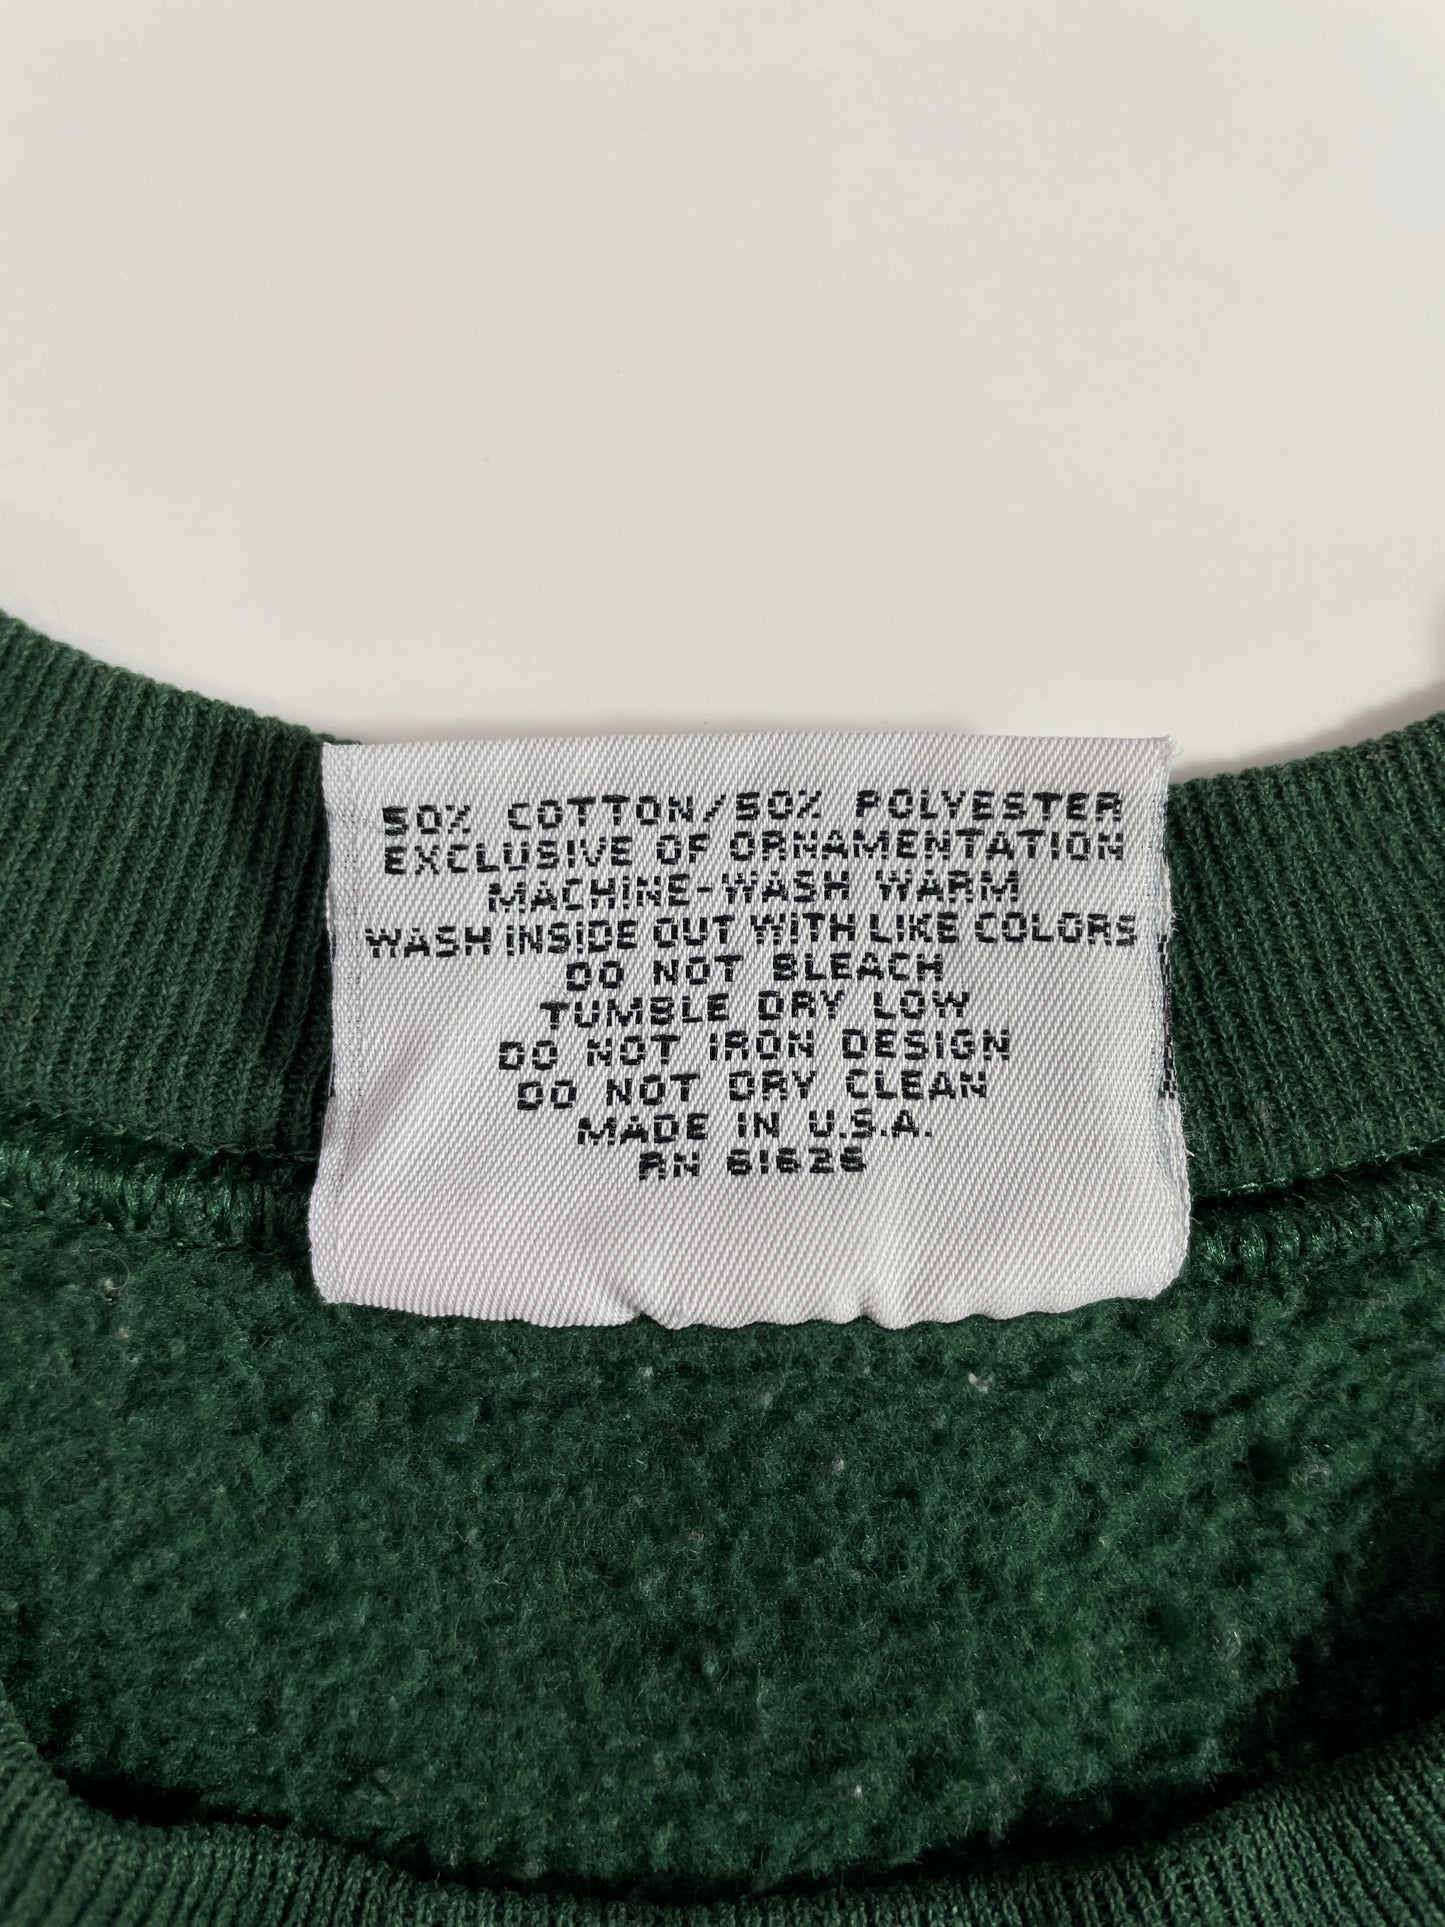 50% COTTON/50% POLYESTER
EXCLUSIVE OF ORNAMENTATION
MACHINE-WASH WARM
WASH INSIDE OUT WITH LIKE COLORS
DO NOT BLEACH
TUMBLE DRY LOW
DO NOT IRON DESIGN
DO NOT DRY CLEAN
MADE IN U.S.A.
RN 61626